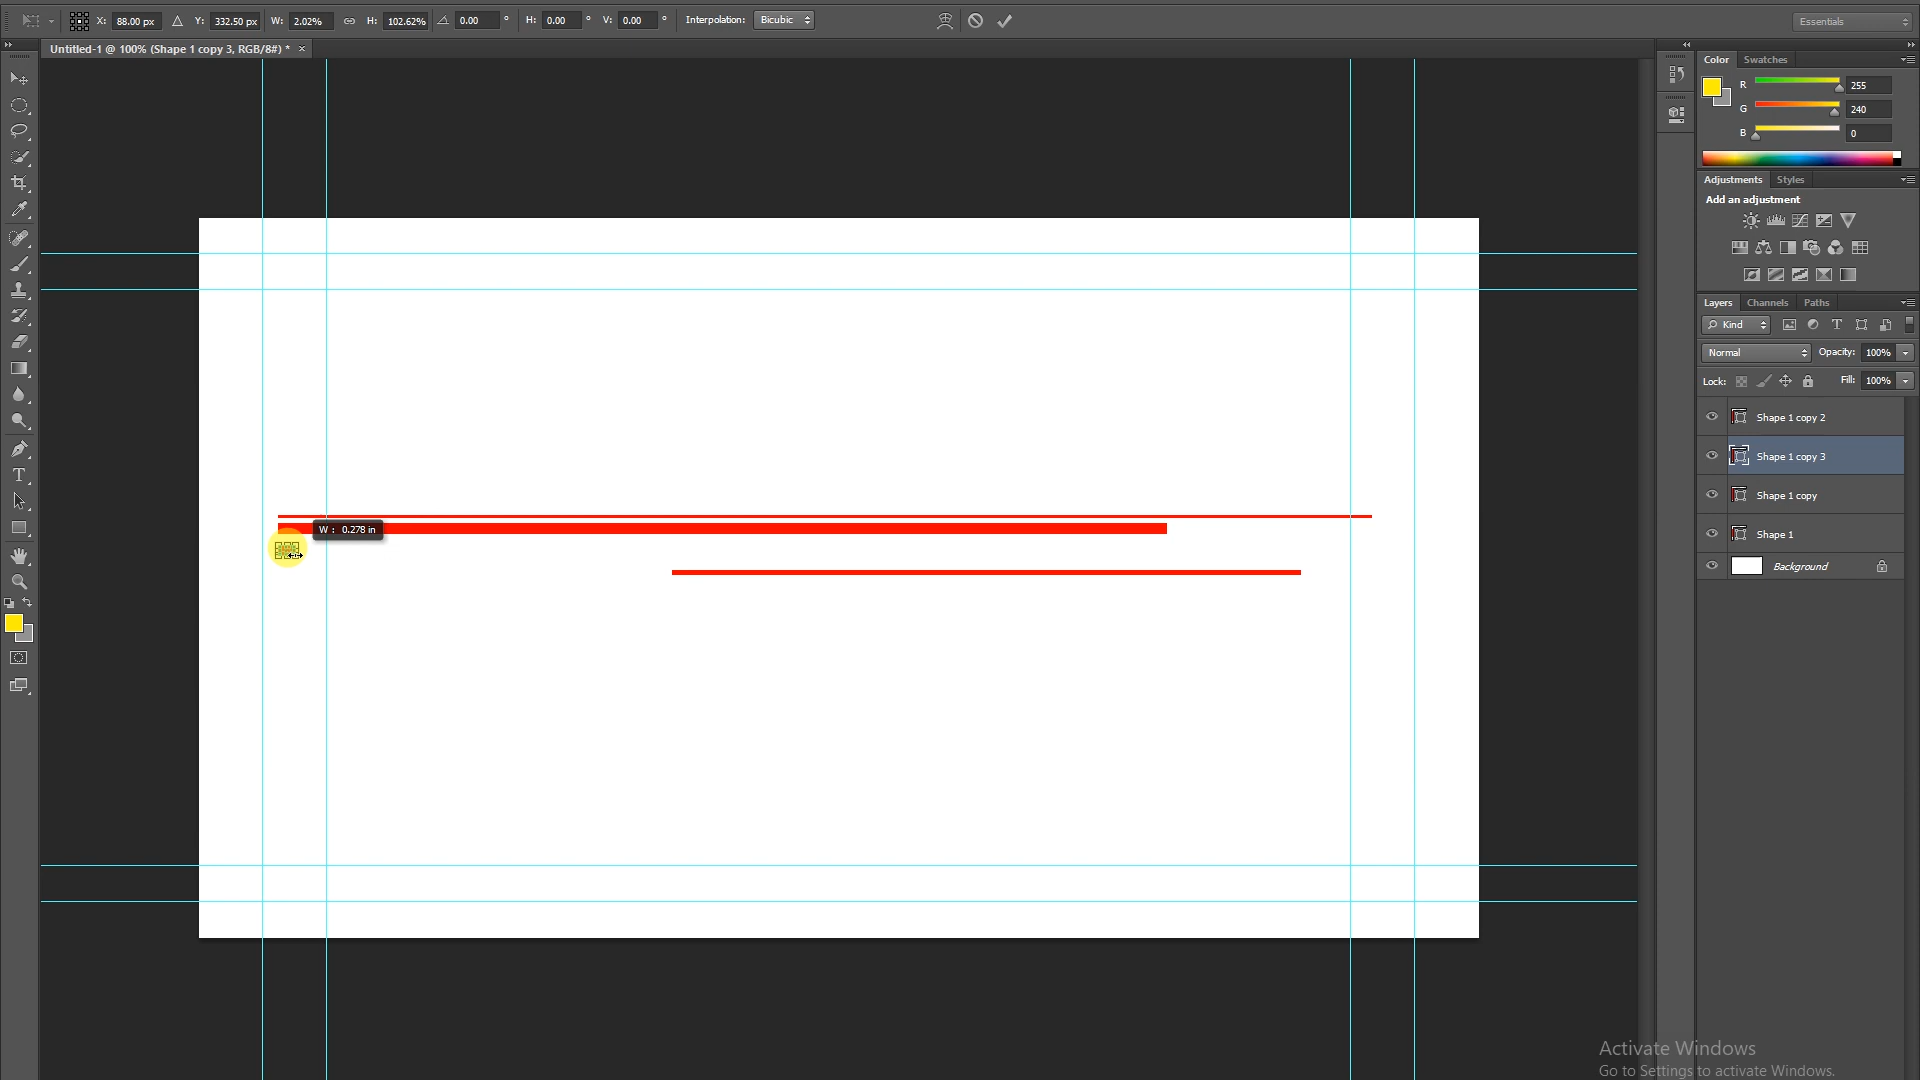 X: 88.00 px Y: 332.50 px W: 2.02% H: 102.62% 0.00 ° H: 0.00 ° V: 0.00 ° Interpolation: Bicubic Essentials
Untitled-1 @ 100% (Shape 1 copy 3, RGB/8#) * ×
Color Swatches
R 255
G 240
B 0
Adjustments Styles
Add an adjustment
Layers Channels Paths
Kind T
Normal Opacity: 100%
Lock: Fill: 100%
Shape 1 copy 2
Shape 1 copy 3
Shape 1 copy
Shape 1
Background
W : 0.278 in
T
Activate Windows
Go to Settings to activate Windows.